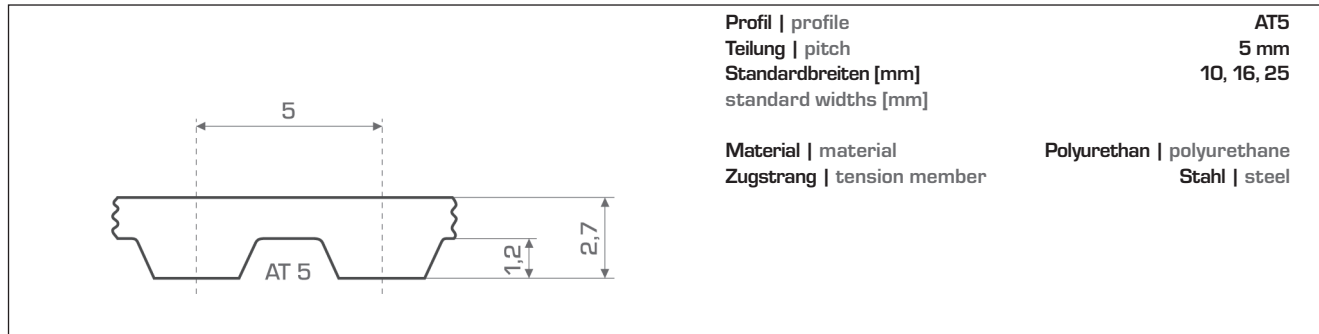 5
1,2
2,7
AT 5
Profil | profile AT5
Teilung | pitch 5 mm
Standardbreiten [mm] 10, 16, 25
standard widths [mm]
Material | material Polyurethan | polyurethane
Zugstrang | tension member Stahl | steel